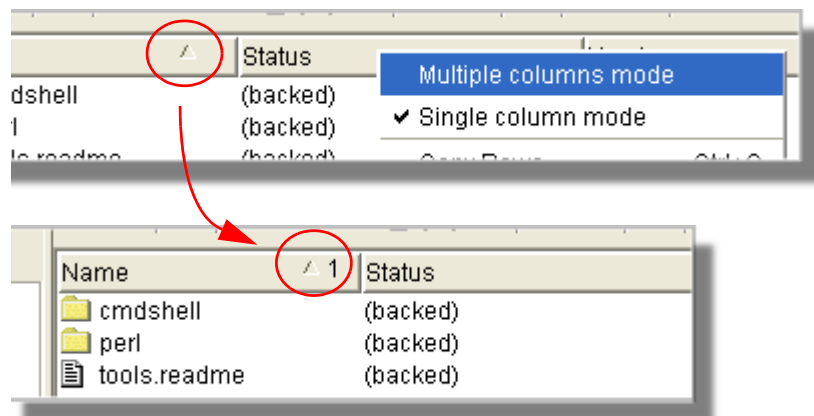 Status
Multiple columns mode
dshell (backed)
Single column mode
l (backed)
(backed)
Name 1 Status
cmdshell (backed)
perl (backed)
tools.readme (backed)